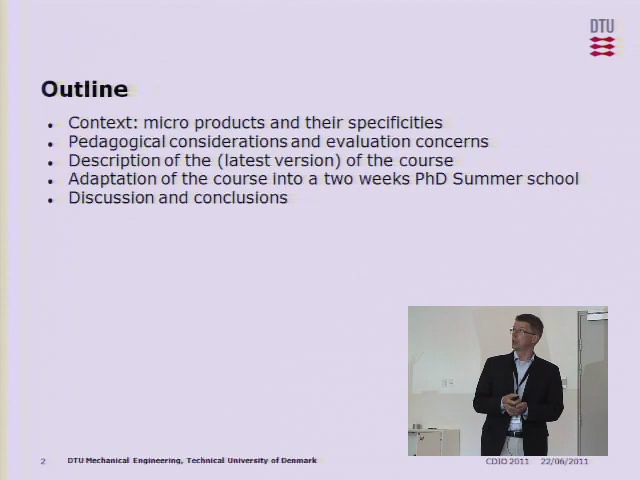 DTU
Outline
• Context: micro products and their specificities
• Pedagogical considerations and evaluation concerns
• Description of the (latest version) of the course
• Adaptation of the course into a two weeks PhD Summer school
• Discussion and conclusions
2 DTU Mechanical Engineering, Technical University of Denmark CDIO 2011 22/06/2011